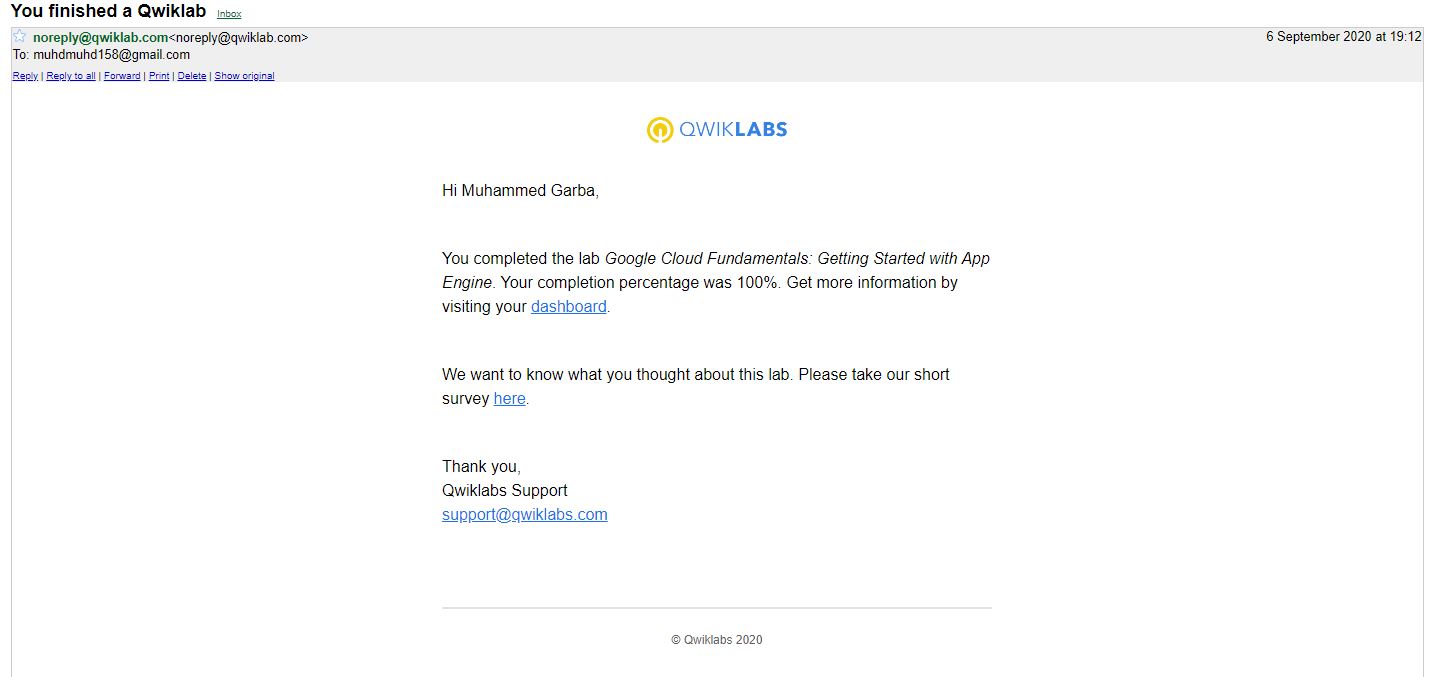 You finished a Qwiklab Inbox
noreply@qwiklab.com<noreply@qwiklab.com> 6 September 2020 at 19:12
To: muhdmuhd158@gmail.com
Reply | Reply to all | Forward | Print | Delete | Show original
QWIKLABS
Hi Muhammed Garba,
You completed the lab Google Cloud Fundamentals: Getting Started with App
Engine. Your completion percentage was 100%. Get more information by
visiting your dashboard.
We want to know what you thought about this lab. Please take our short
survey here.
Thank you,
Qwiklabs Support
support@qwiklabs.com
© Qwiklabs 2020